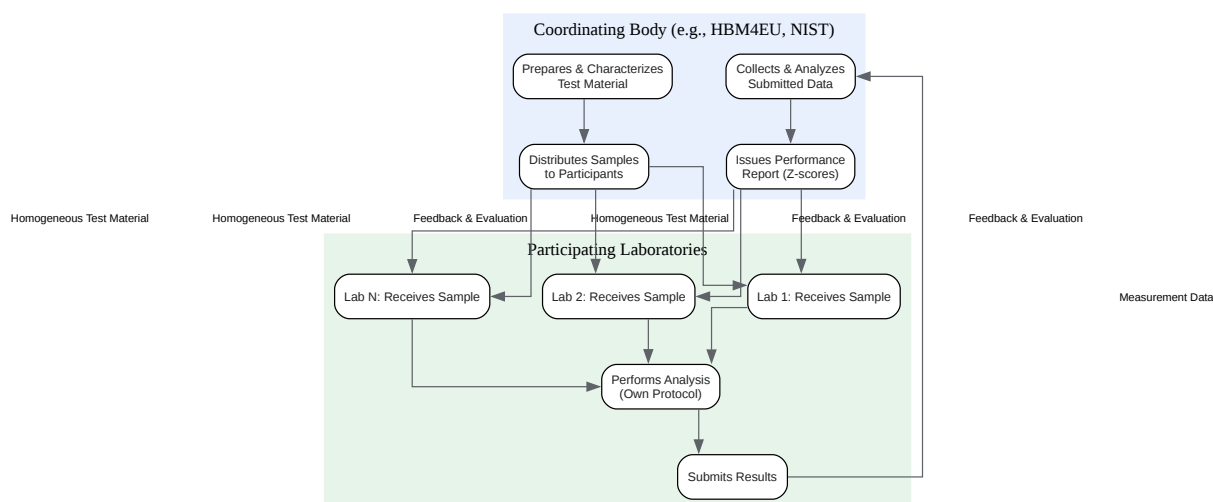 Coordinating Body (e.g., HBM4EU, NIST)
Prepares & Characterizes
Test Material
Collects & Analyzes
Submitted Data
Distributes Samples
to Participants
Issues Performance
Report (Z-scores)
Homogeneous Test Material
Homogeneous Test Material
Feedback & Evaluation
Homogeneous Test Material
Feedback & Evaluation
Feedback & Evaluation
Participating Laboratories
Lab N: Receives Sample
Lab 2: Receives Sample
Lab 1: Receives Sample
Measurement Data
Performs Analysis
(Own Protocol)
Submits Results